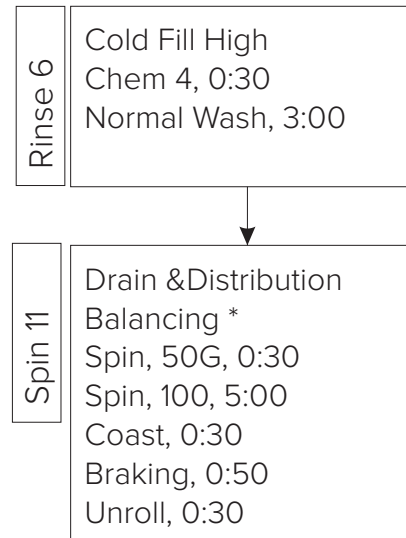 Rinse 6
Cold Fill High
Chem 4, 0:30
Normal Wash, 3:00
Spin 11
Drain &Distribution
Balancing *
Spin, 50G, 0:30
Spin, 100, 5:00
Coast, 0:30
Braking, 0:50
Unroll, 0:30